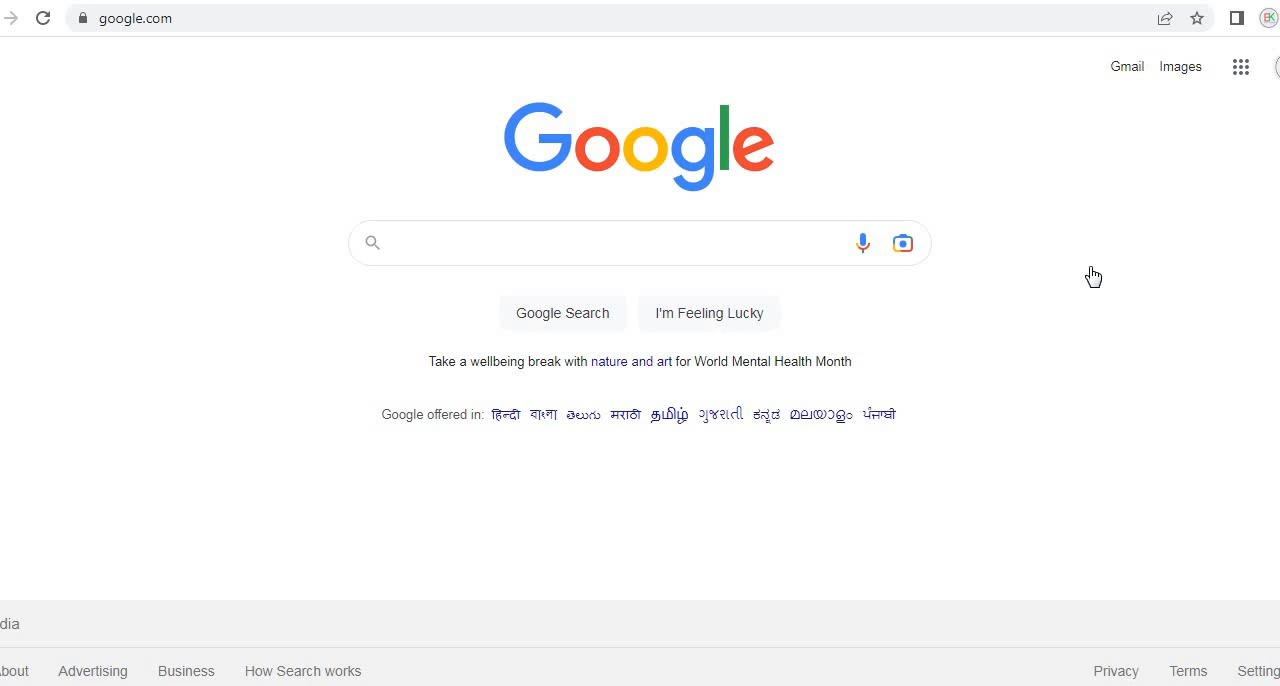 google.com
Gmail Images
Google
Google Search I'm Feeling Lucky
Take a wellbeing break with nature and art for World Mental Health Month
Google offered in: हिन्दी বাংলা తెలుగు मराठी தமிழ் ગુજરાતી ಕನ್ನಡ മലയാളം ਪੰਜਾਬੀ
dia
bout Advertising Business How Search works Privacy Terms Setting